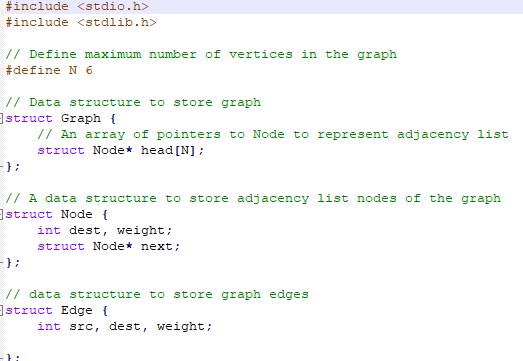 #include <stdio.h>
#include <stdlib.h>

// Define maximum number of vertices in the graph
#define N 6

// Data structure to store graph
struct Graph {
    // An array of pointers to Node to represent adjacency list
    struct Node* head[N];
};

// A data structure to store adjacency list nodes of the graph
struct Node {
    int dest, weight;
    struct Node* next;
};

// data structure to store graph edges
struct Edge {
    int src, dest, weight;

};